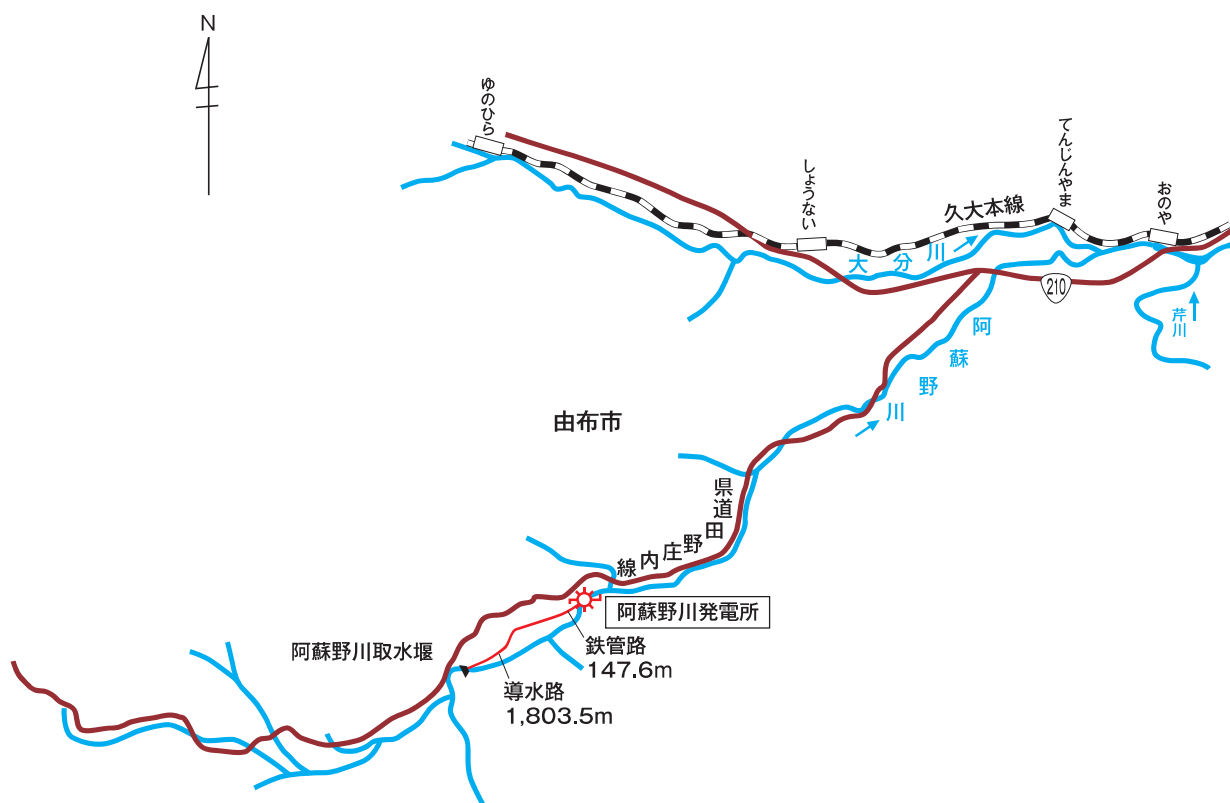 N
ゆのひら
しょうない
てんじんやま
おのや
久大本線
大分川
210
芹川
阿蘇野川
由布市
県道田野庄内線
阿蘇野川発電所
阿蘇野川取水堰
鉄管路
147.6m
導水路
1,803.5m